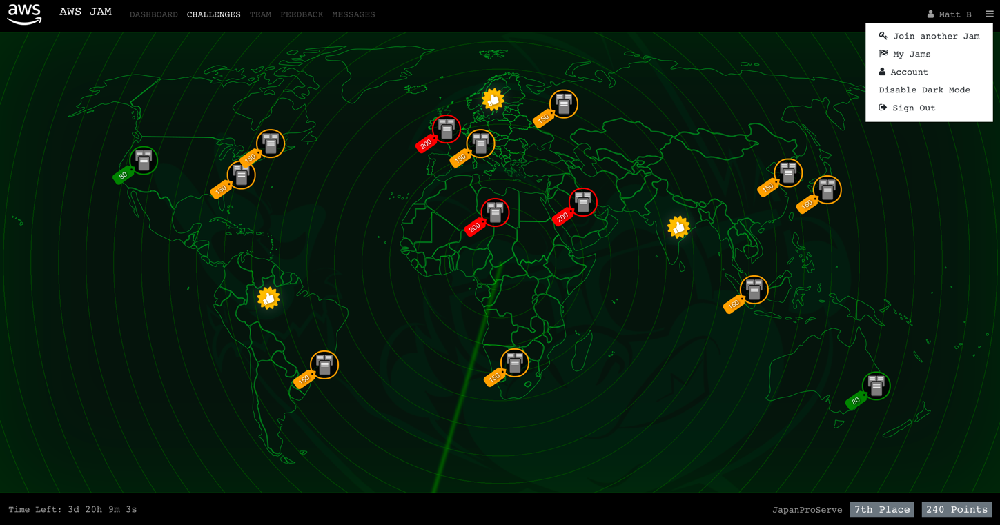 aws
AWS JAM
DASHBOARD CHALLENGES TEAM FEEDBACK MESSAGES
Matt B
Join another Jam
My Jams
Account
Disable Dark Mode
Sign Out
150
200
150
150
80
150
150
150
150
200
200
150
150
150
80
Time Left: 3d 20h 9m 3s
JapanProServe 7th Place 240 Points